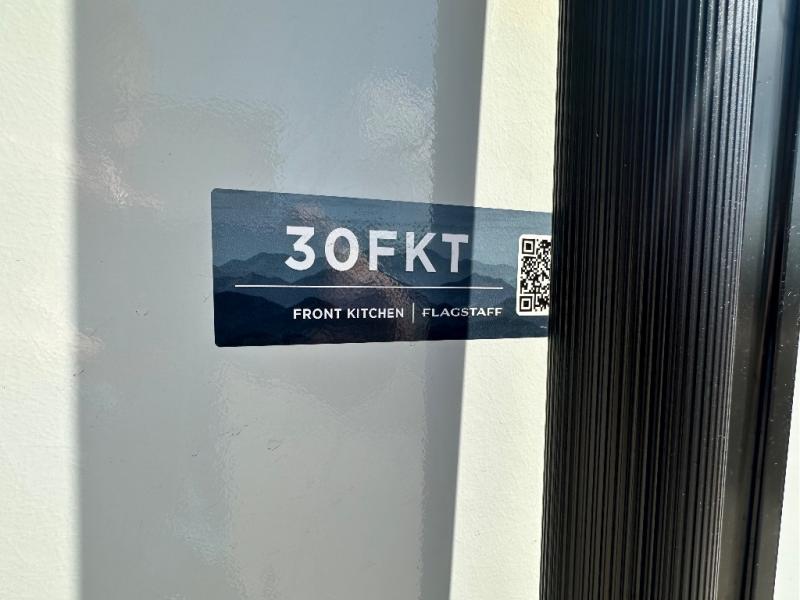 30FKT
FRONT KITCHEN | FLAGSTAFF